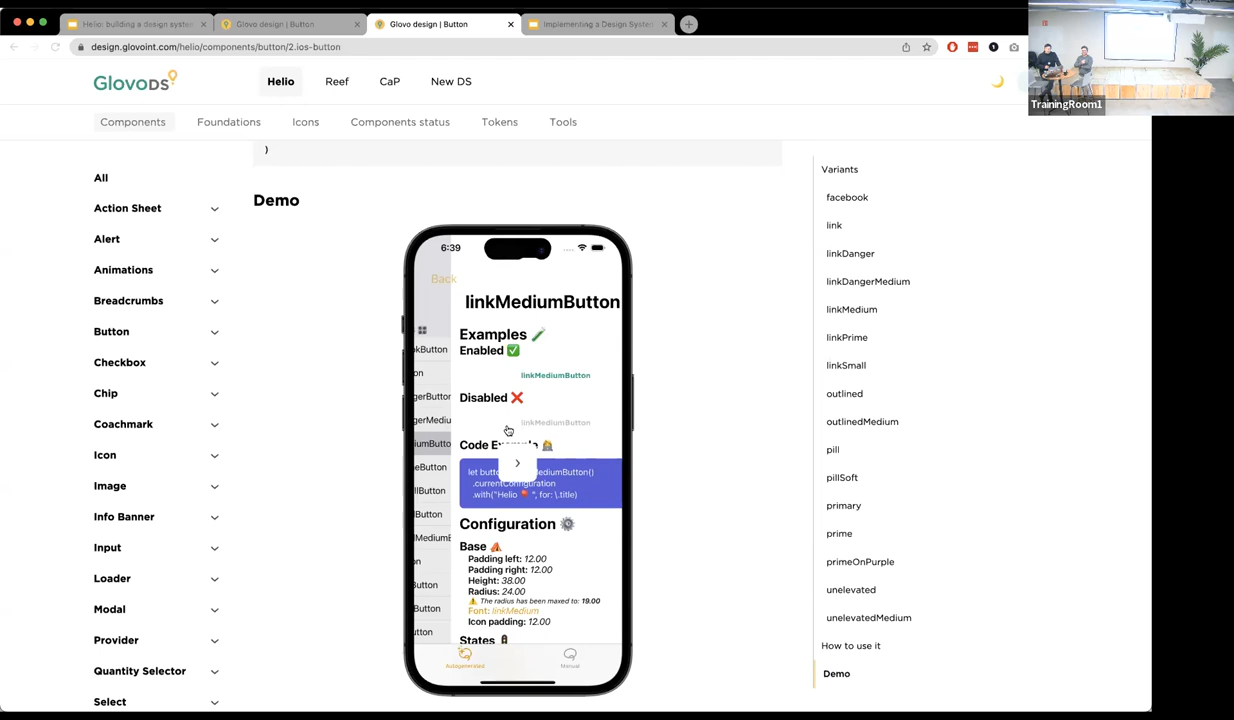 Helio: building a design system
Glovo design | Button
Glovo design | Button
Implementing a Design System
design.glovoint.com/helio/components/button/2.ios-button
TrainingRoom1
GlovoDS
Helio
Reef
CaP
New DS
Components
Foundations
Icons
Components status
Tokens
Tools
All
Action Sheet
Alert
Animations
Breadcrumbs
Button
Checkbox
Chip
Coachmark
Icon
Image
Info Banner
Input
Loader
Modal
Provider
Quantity Selector
Select
)
Demo
6:39
Back
linkMediumButton
Examples 🧪
Enabled ✅
linkMediumButton
Disabled ❌
linkMediumButton
Code Example
Configuration ⚙️
Base ⛺
Padding left: 12.00
Padding right: 12.00
Height: 38.00
Radius: 24.00
⚠️ The radius has been maxed to: 19.00
Font: linkMedium
Icon padding: 12.00
States 🚦
let butto
MediumButton()
.currentConfiguration
.with("Helio 🎈", for: \.title)
Autogenerated
Manual
Variants
facebook
link
linkDanger
linkDangerMedium
linkMedium
linkPrime
linkSmall
outlined
outlinedMedium
pill
pillSoft
primary
prime
primeOnPurple
unelevated
unelevatedMedium
How to use it
Demo